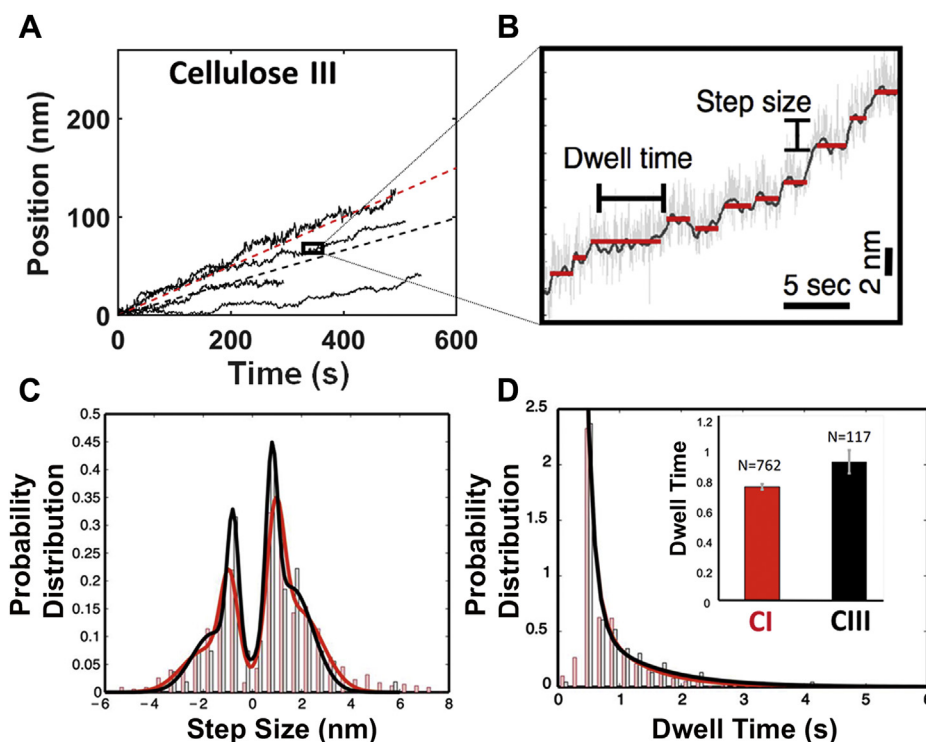 A
Cellulose III
Position (nm)
200
100
0
0
200
400
600
Time (s)
B
Step size
Dwell time
5 sec
2 nm
C
Probability
Distribution
0.5
0.45
0.4
0.35
0.30
0.25
0.2
0.15
0.1
0.05
0
−6
−4
−2
0
2
4
6
8
Step Size (nm)
D
Probability
Distribution
2.5
2
1.5
1
0.5
0
0
1
2
3
4
5
6
Dwell Time (s)
Dwell Time
1.2
1
0.8
0.6
0.4
0.2
0
N=762
N=117
CI
CIII